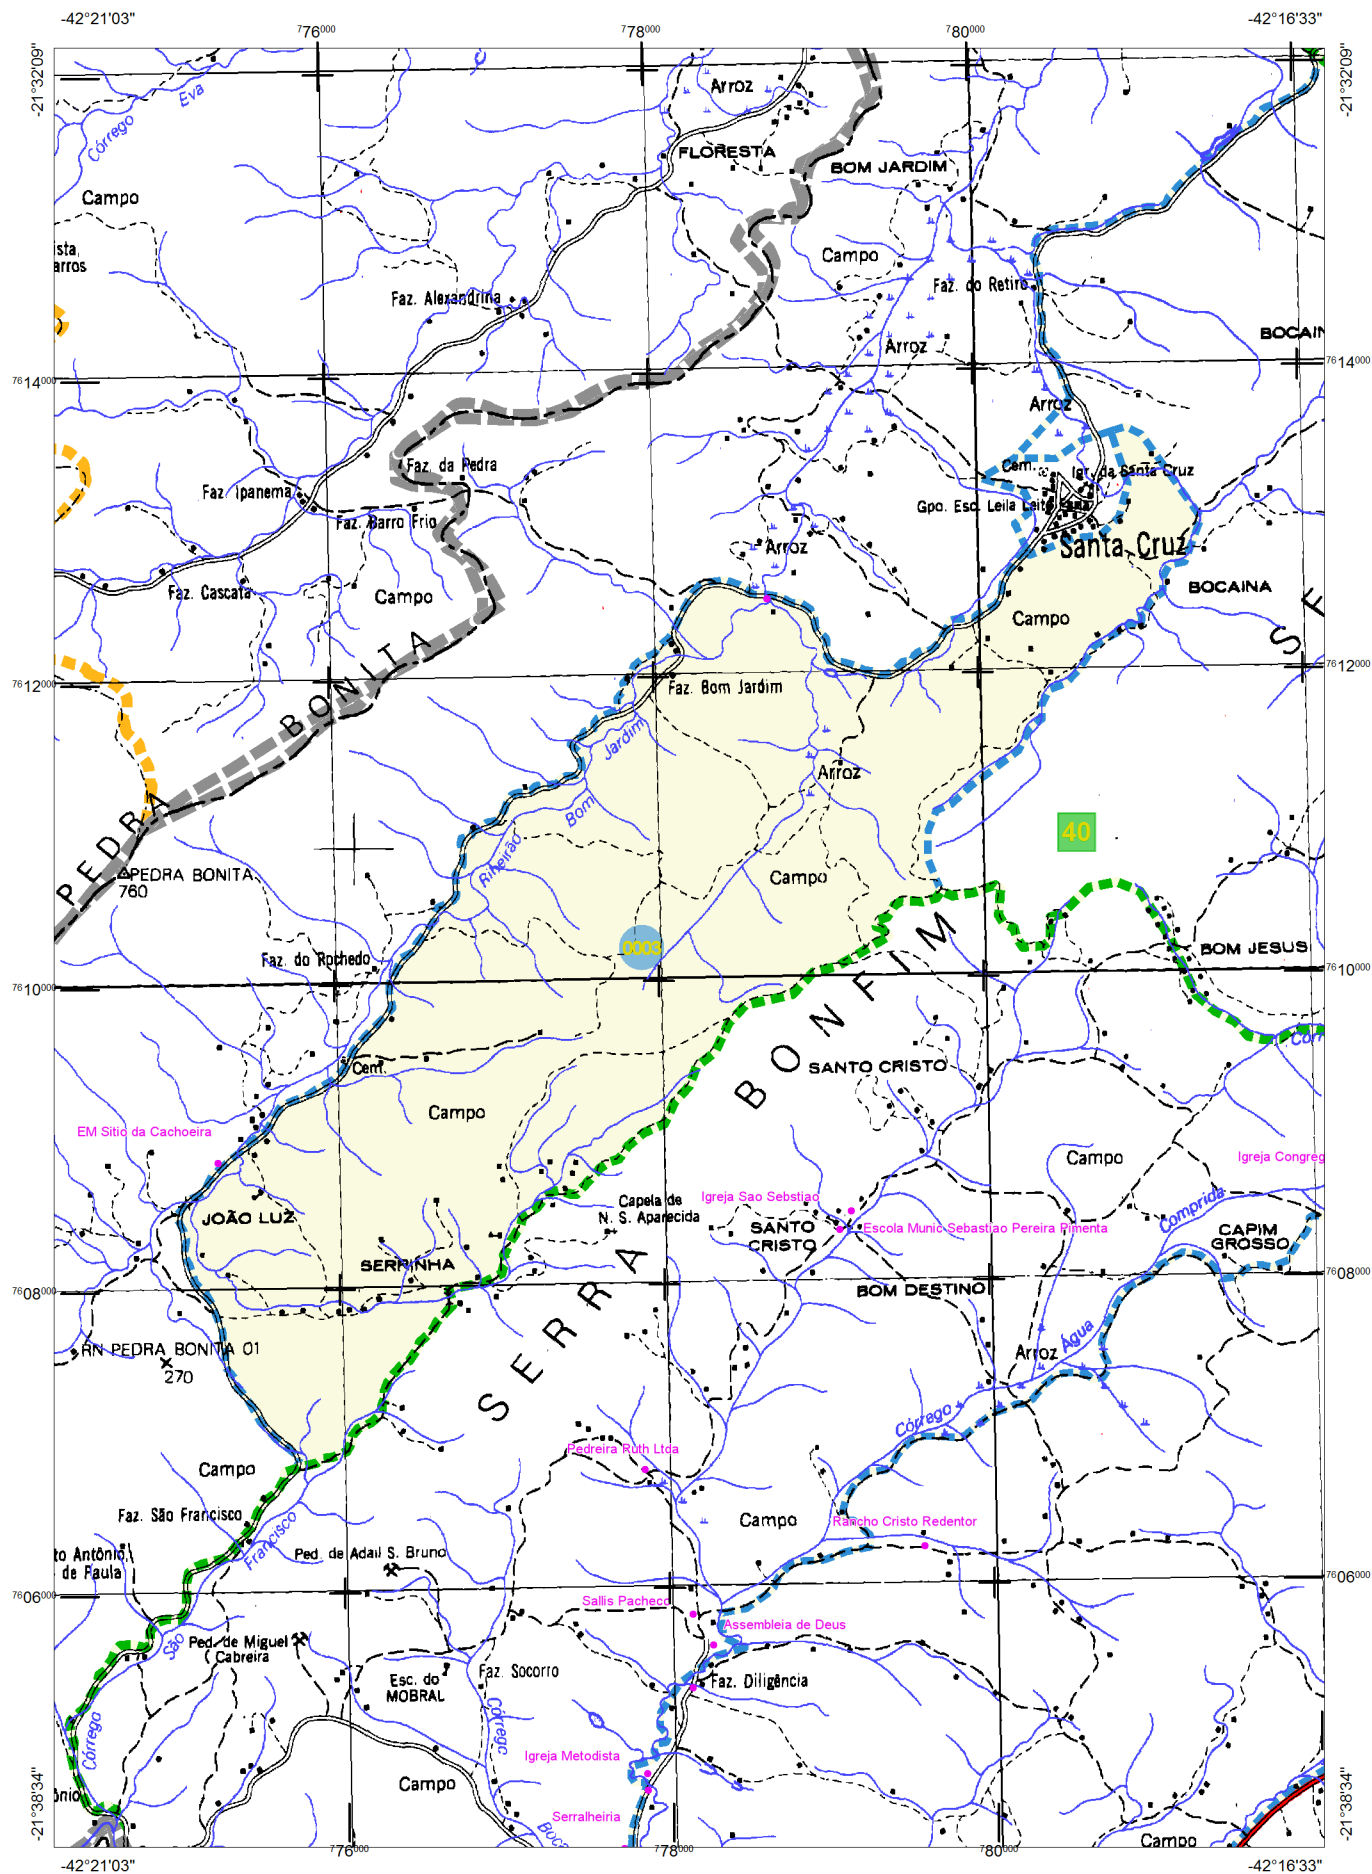 -42°21'03"
-42°16'33"
776000
778000
780000
-21°32'09"
-21°32'09"
Eva
Córrego
Arroz
FLORESTA
BOM JARDIM
Campo
ista,
arros
Campo
Faz. Alexandrina
Faz. do Retiro
BOCAIN
Arroz
7614000
7614000
Arroz
Faz. da Pedra
Cem.
Igr. da Santa Cruz
Faz. Ipanema
Gpo. Esc. Leila Leite
Faz. Barro Frio
Arroz
Santa Cruz
Faz. Cascata
Campo
BOCAINA
Campo
S E
7612000
7612000
Faz. Bom Jardim
PEDRA BONITA
Jardim
Arroz
Bom
Ribeirão
40
PEDRA BONITA
760
Campo
0003
Faz. do Rochedo
BOM JESUS
7610000
7610000
Córr
SANTO CRISTO
Cem.
Campo
EM Sitio da Cachoeira
Campo
Igreja Congreg
Igreja Sao Sebstiao
Capela de
N. S. Aparecida
JOÃO LUZ
SANTO
CRISTO
Escola Munic Sebastiao Pereira Pimenta
Comprida
CAPIM
GROSSO
SERRINHA
SERRA BONFIM
BOM DESTINO
7608000
7608000
RN PEDRA BONITA 01
270
Arroz
Água
Córrego
Pedreira Ruth Ltda
Campo
Faz. São Francisco
Campo
Rancho Cristo Redentor
Francisco
to Antônio
de Paula
Ped. de Adail S. Bruno
7606000
7606000
Sallis Pacheco
Assembleia de Deus
São
Ped. de Miguel
Cabreira
Esc. do
MOBRAL
Faz. Socorro
Faz. Diligência
Córrego
Córrego
Igreja Metodista
Campo
ônio
Serralheiria
Campo
-21°38'34"
-21°38'34"
776000
778000
780000
-42°21'03"
-42°16'33"